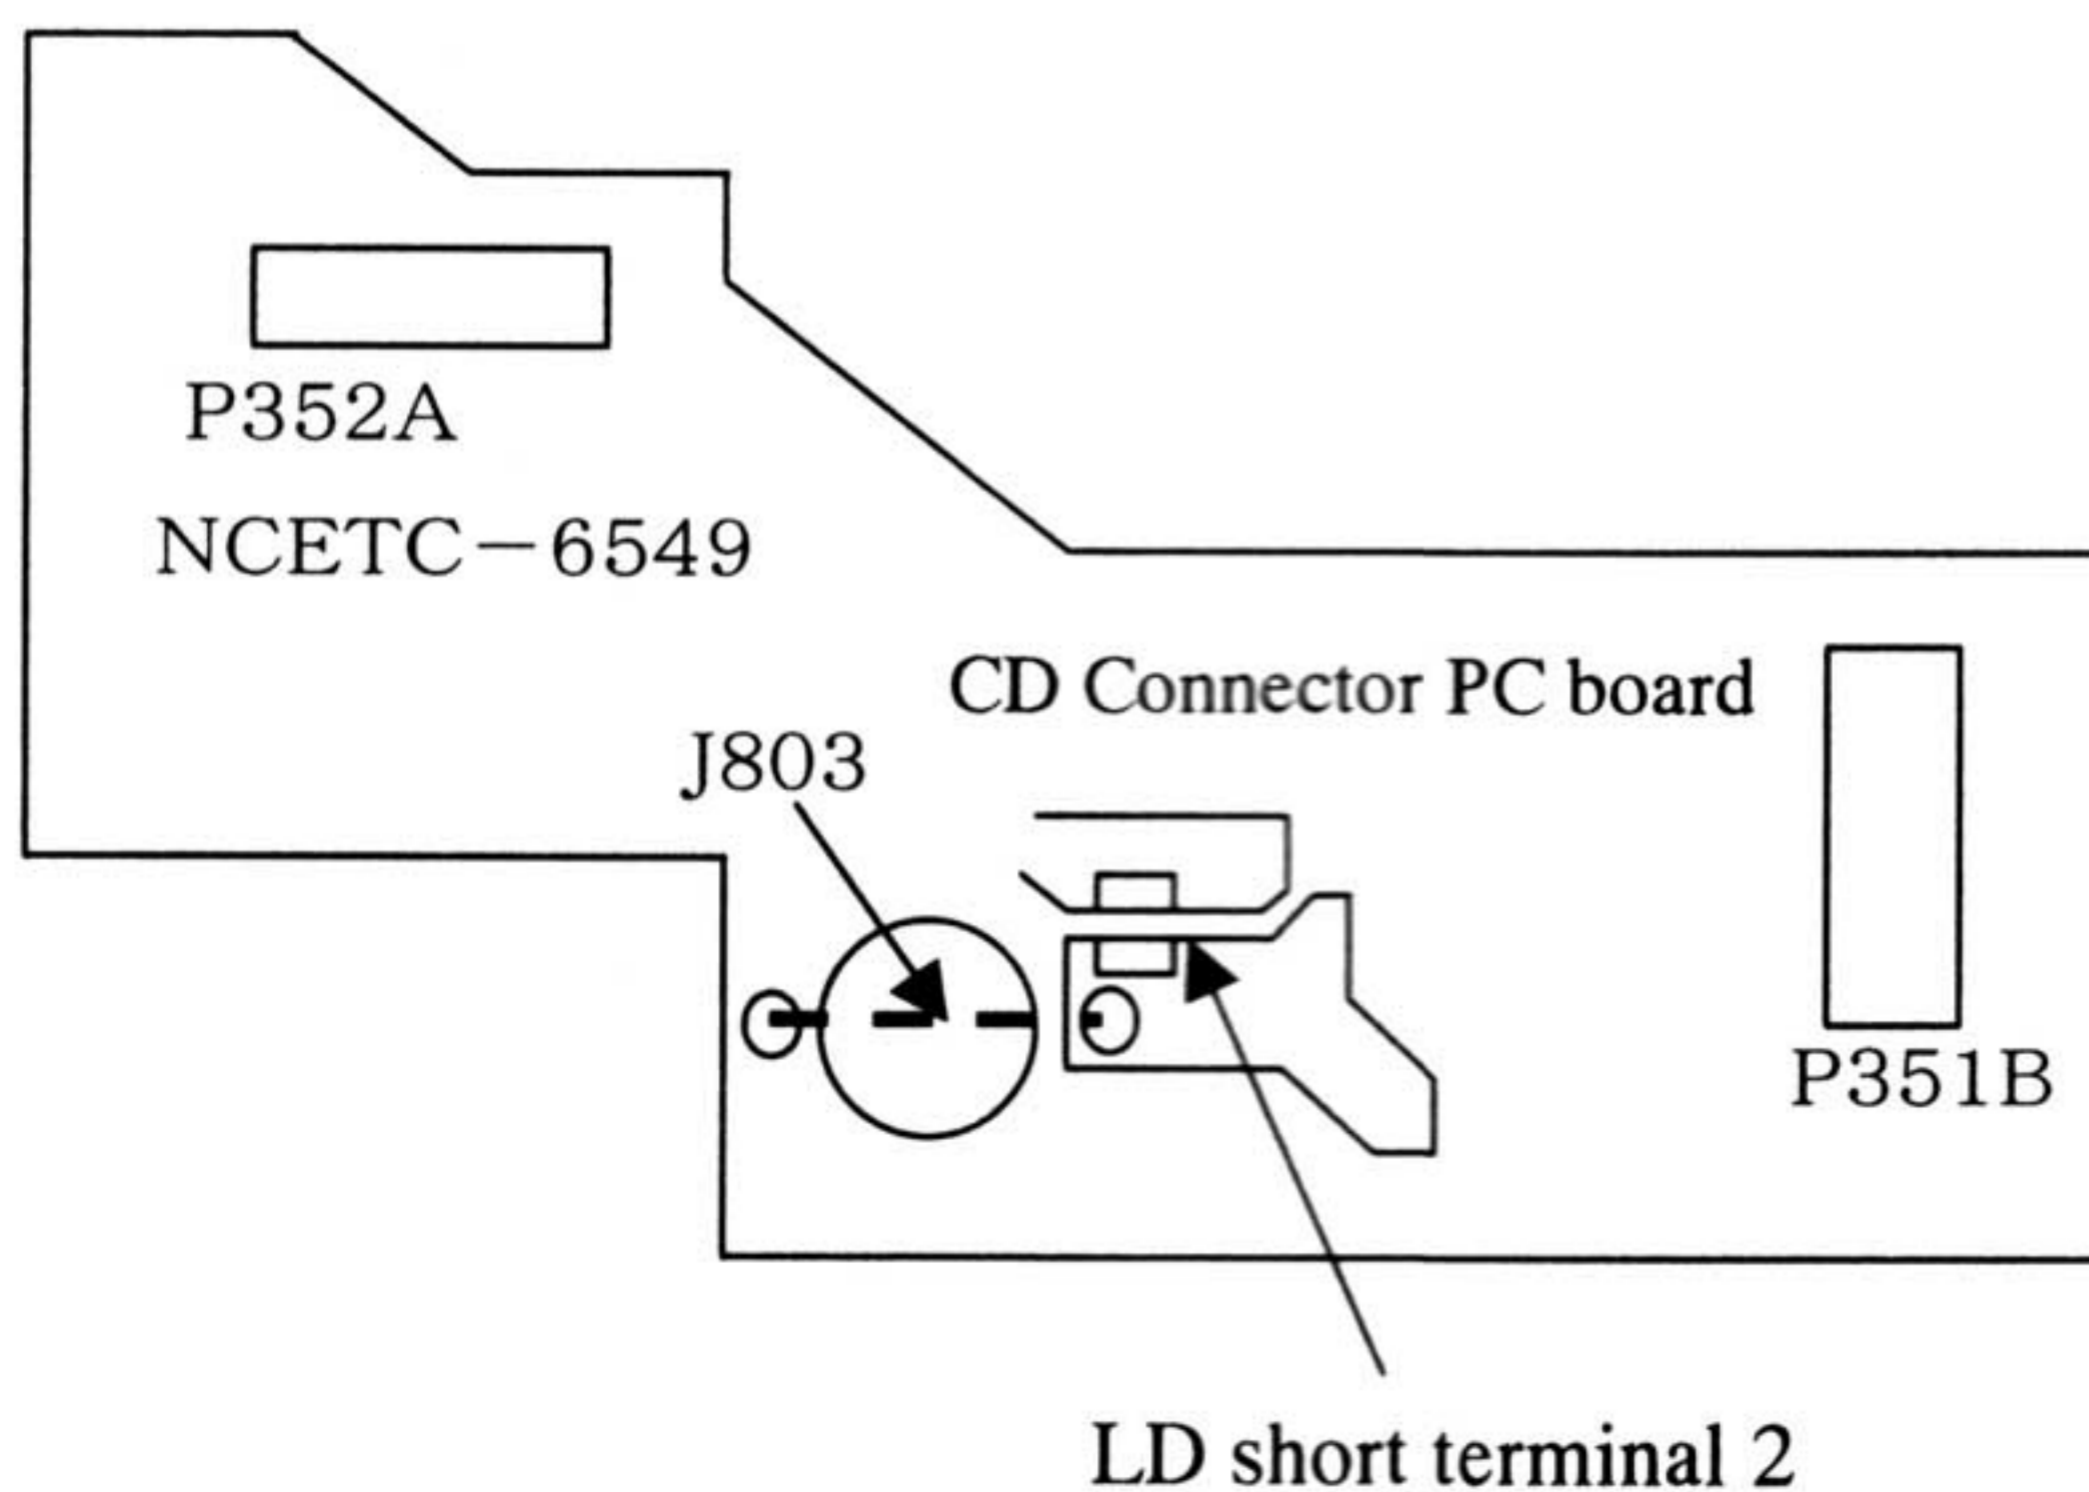 P352A
NCETC-6549
CD Connector PC board
J803
P351B
LD short terminal 2